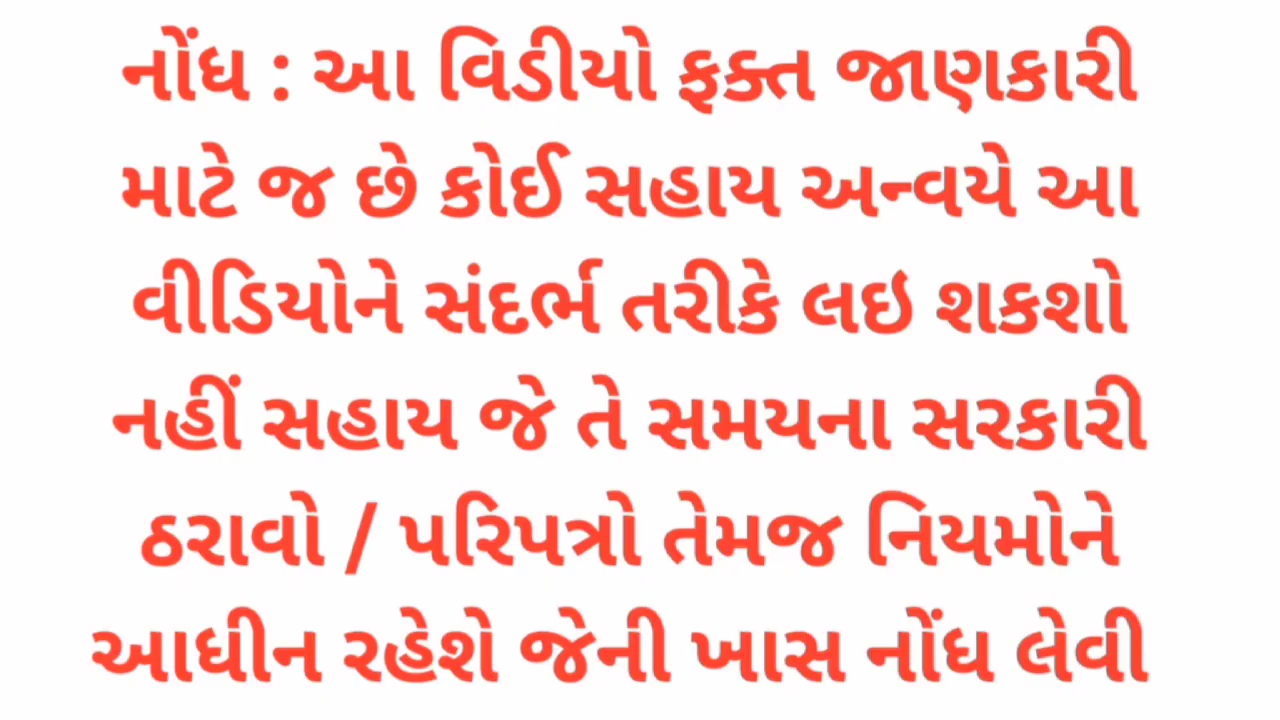 નોંધ : આ વિડીયો ફક્ત જાણકારી
માટે જ છે કોઈ સહાય અન્વયે આ
વીડિયોને સંદર્ભ તરીકે લઇ શકશો
નહીં સહાય જે તે સમયના સરકારી
ઠરાવો / પરિપત્રો તેમજ નિયમોને
આધીન રહેશે જેની ખાસ નોંધ લેવી